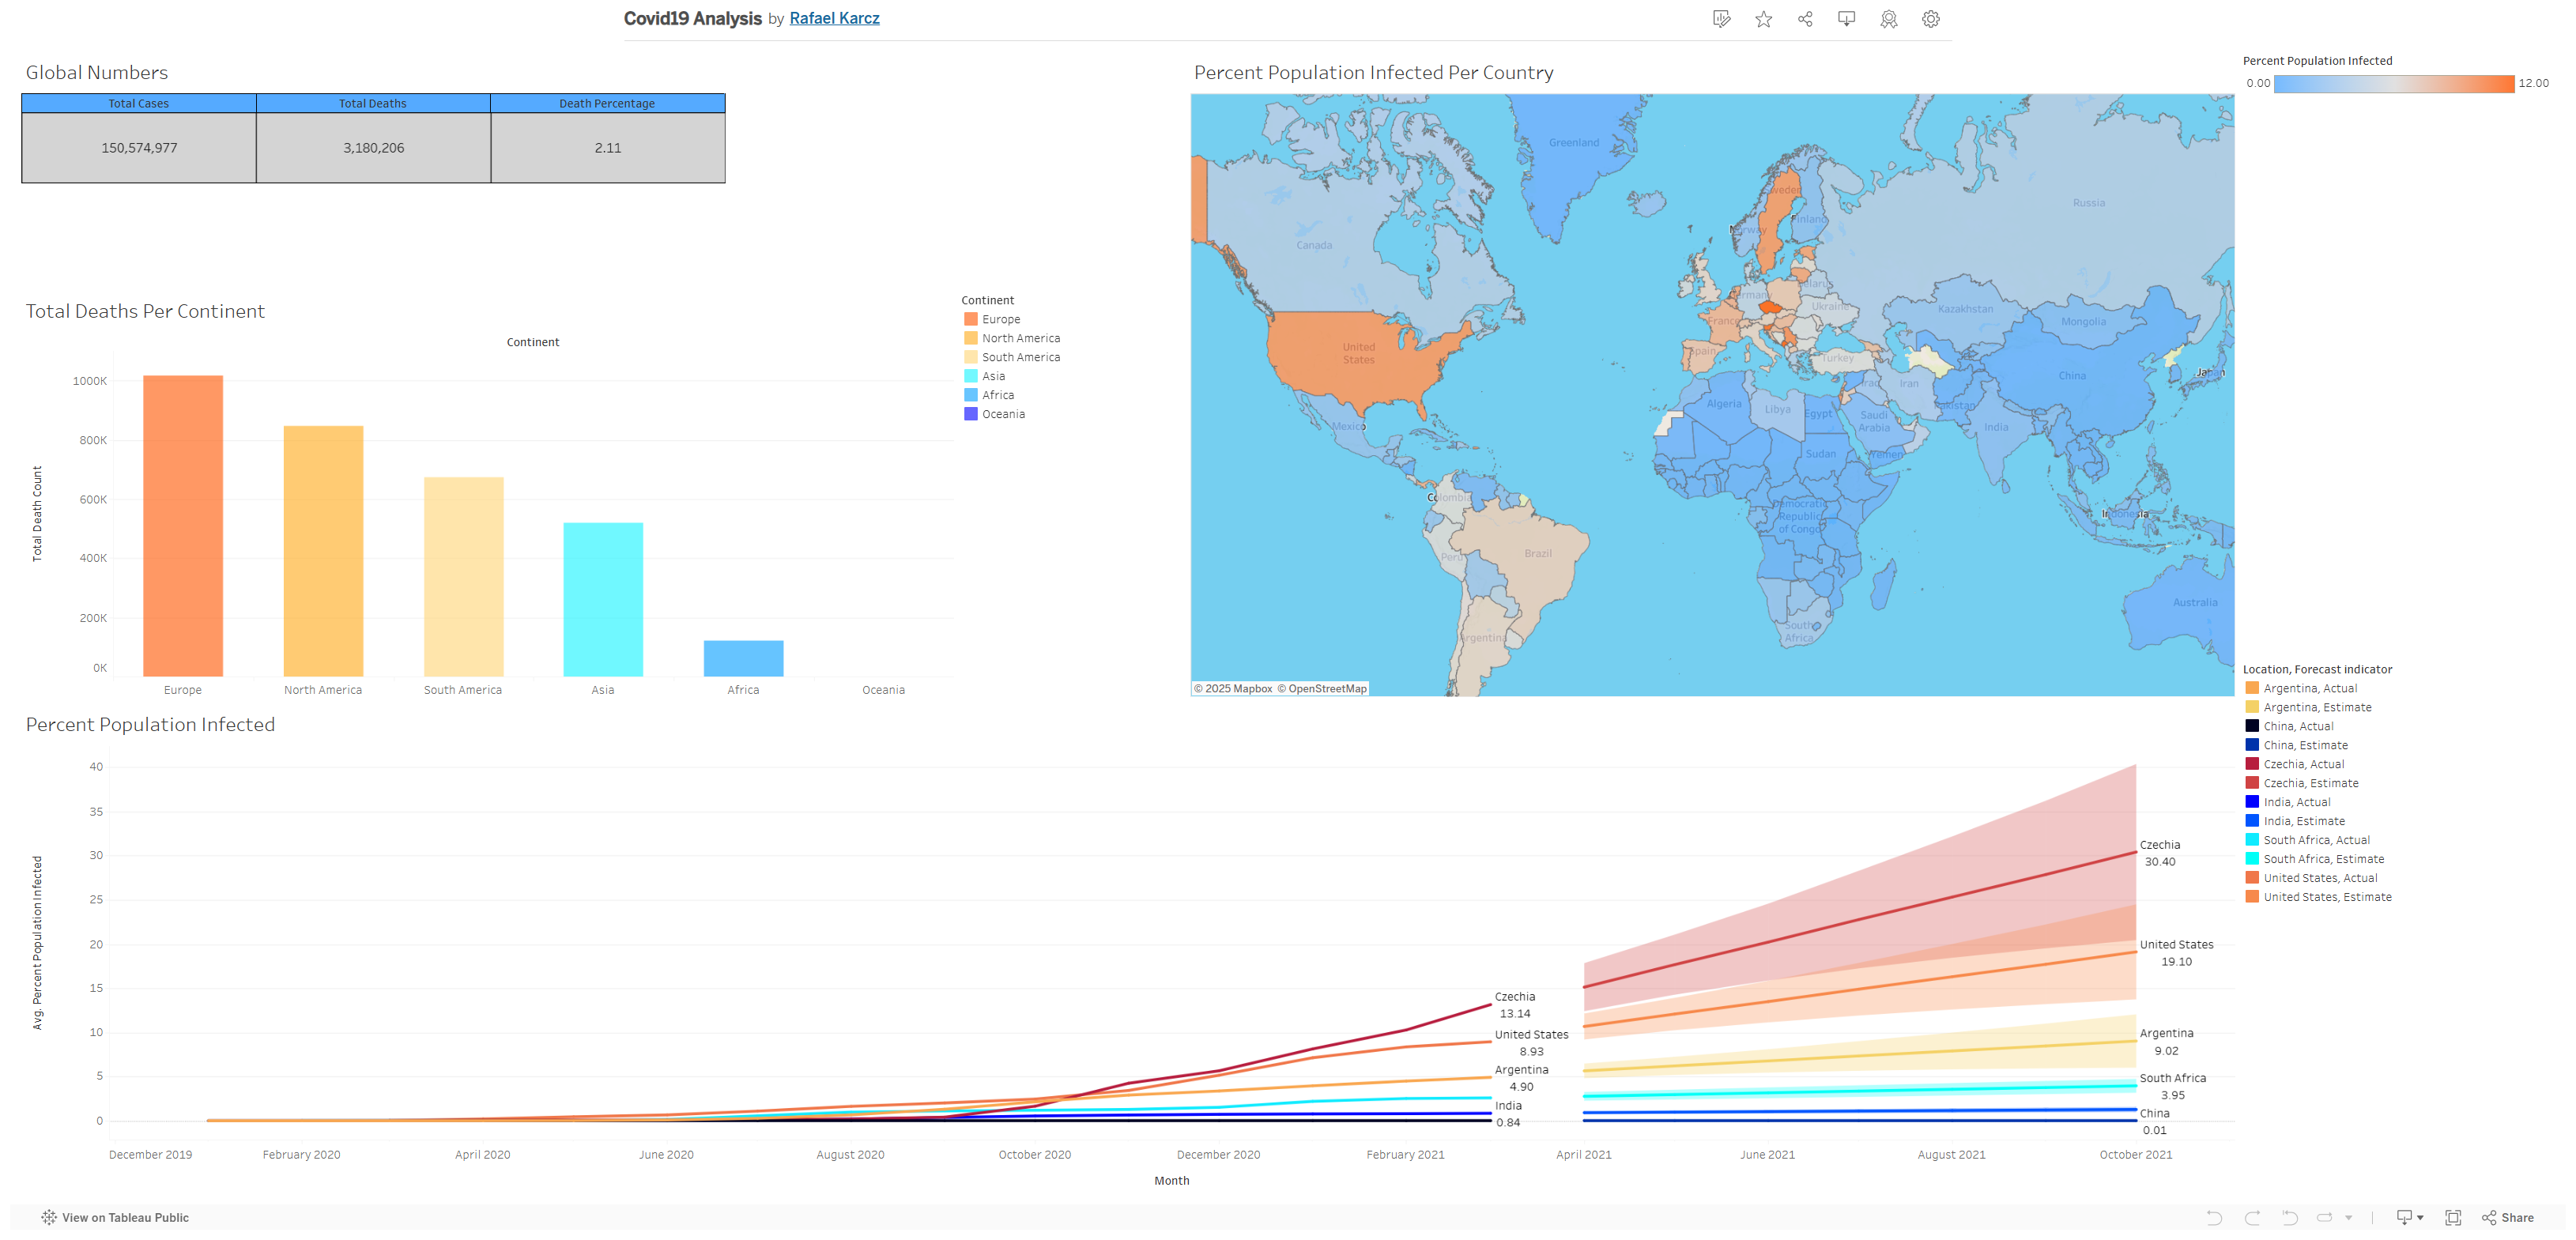 Covid19 Analysis by Rafael Karcz
Global Numbers
Total Cases Total Deaths Death Percentage
150,574,977 3,180,206 2.11
Total Deaths Per Continent
Continent
Total Death Count
1000K
800K
600K
400K
200K
0K
Europe North America South America Asia Africa Oceania
Continent
Europe
North America
South America
Asia
Africa
Oceania
Percent Population Infected Per Country
Greenland
Russia
Canada
Sweden
Finland
Norway
Belarus
Germany
Ukraine
France
Kazakhstan
Mongolia
United
States
Spain
Turkey
China
Japan
Iraq
Iran
Algeria
Libya
Egypt
Saudi
Arabia
Pakistan
India
Mexico
Sudan
Yemen
Colombia
Democratic
Republic
of Congo
Indonesia
Peru
Brazil
Australia
South
Africa
Argentina
© 2025 Mapbox © OpenStreetMap
Percent Population Infected
0.00 12.00
Percent Population Infected
Avg. Percent Population Infected
40
35
30
25
20
15
10
5
0
Czechia
13.14
United States
8.93
Argentina
4.90
India
0.84
Czechia
30.40
United States
19.10
Argentina
9.02
South Africa
3.95
China
0.01
December 2019 February 2020 April 2020 June 2020 August 2020 October 2020 December 2020 February 2021 April 2021 June 2021 August 2021 October 2021
Month
Location, Forecast indicator
Argentina, Actual
Argentina, Estimate
China, Actual
China, Estimate
Czechia, Actual
Czechia, Estimate
India, Actual
India, Estimate
South Africa, Actual
South Africa, Estimate
United States, Actual
United States, Estimate
View on Tableau Public
Share